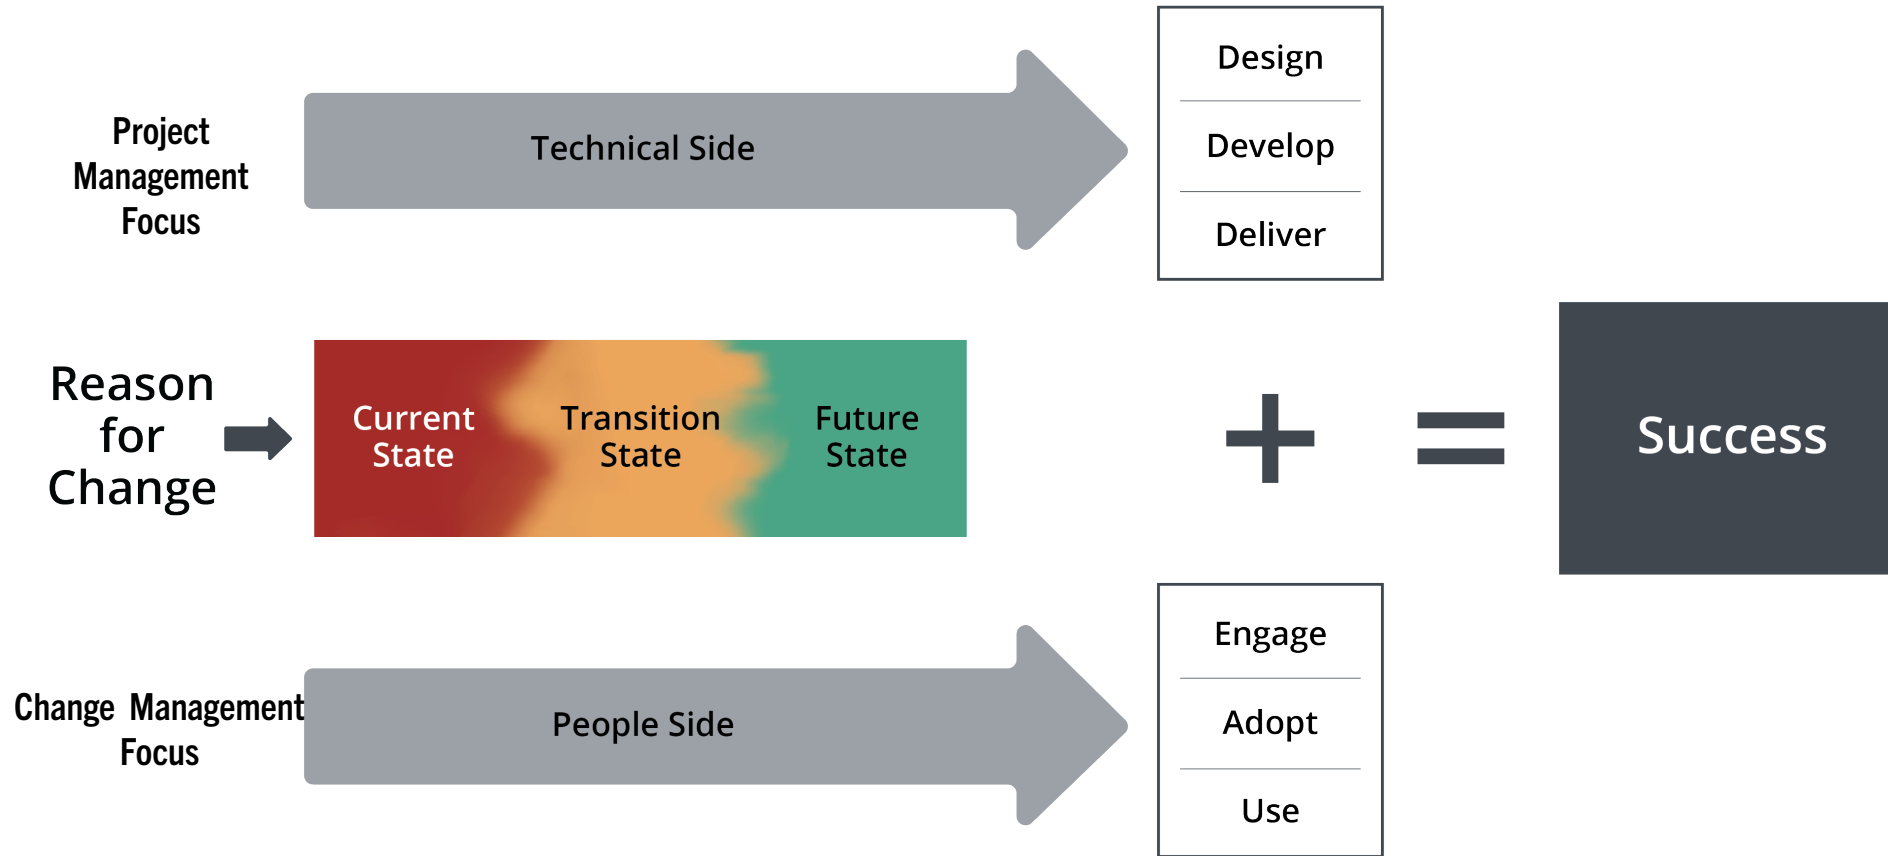 Project
Management
Focus
Technical Side
Design
Develop
Deliver
Reason
for
Change
Current
State
Transition
State
Future
State
+
=
Success
Change Management
Focus
People Side
Engage
Adopt
Use